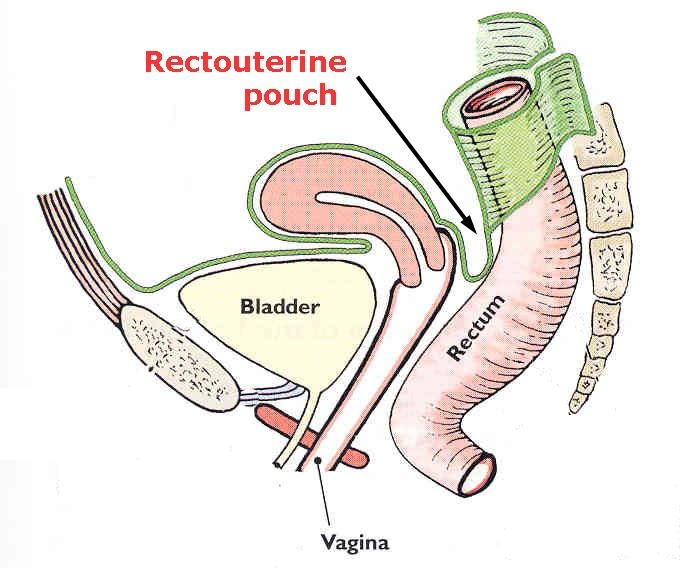 Rectouterine
pouch
Bladder
Rectum
Vagina